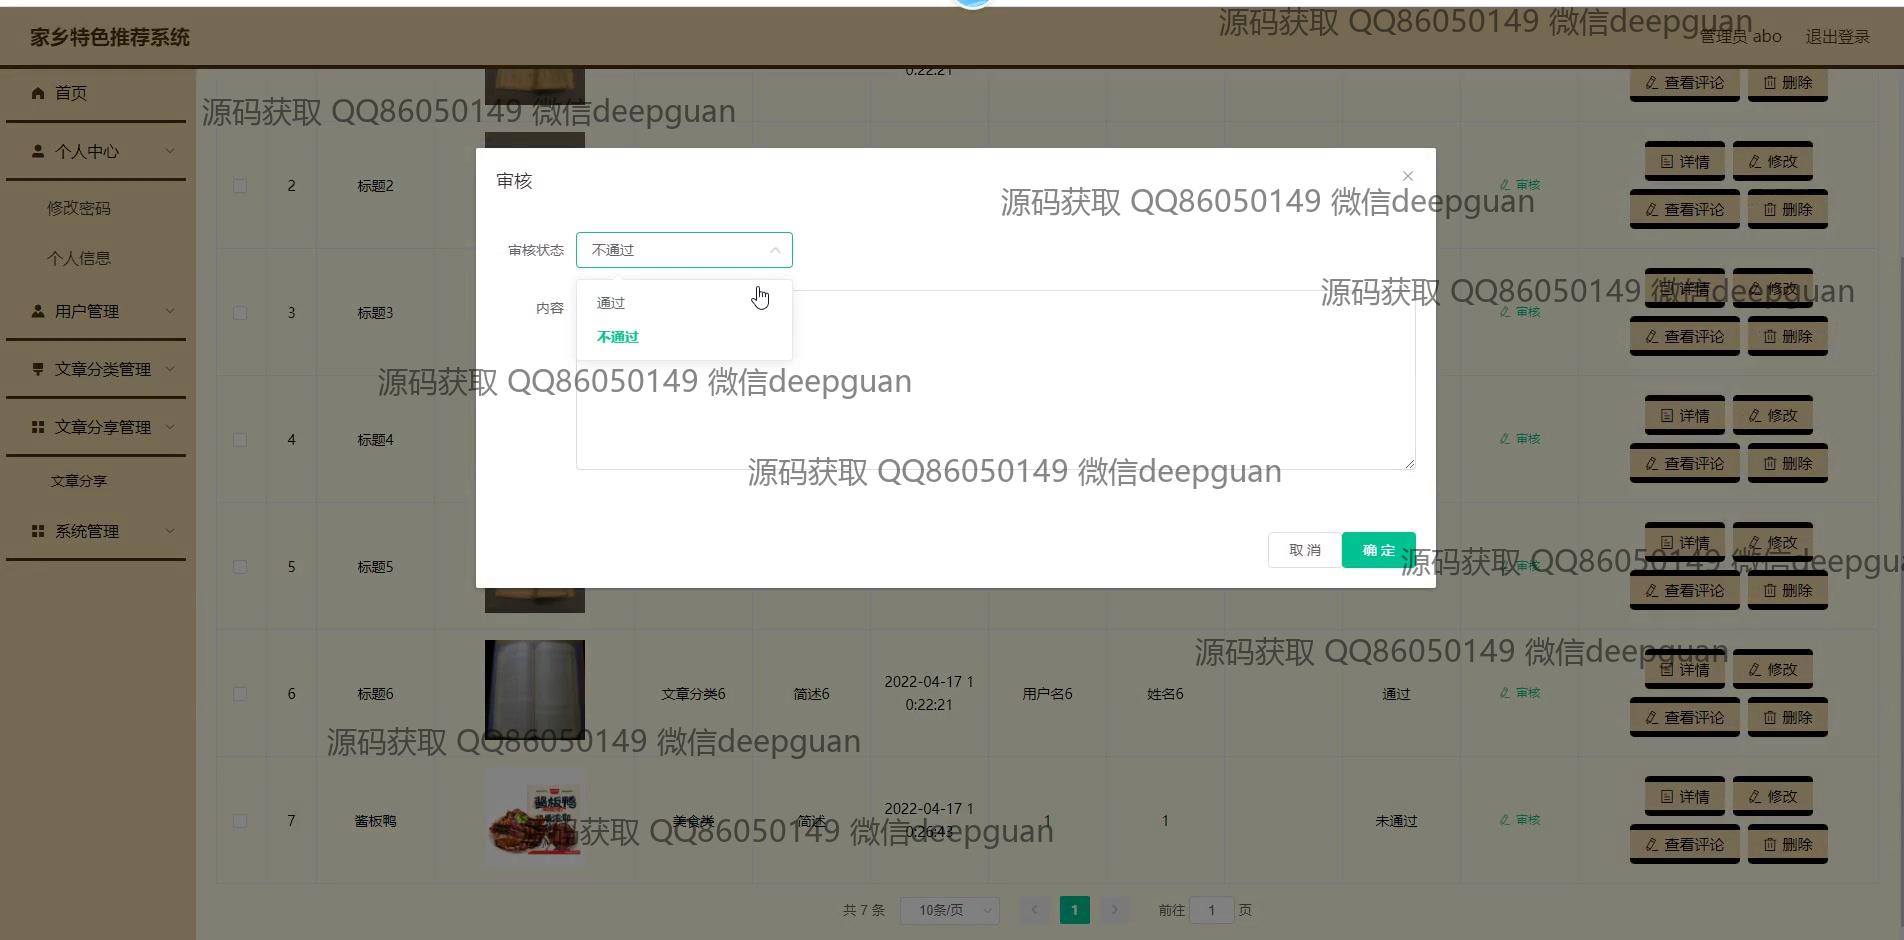 家乡特色推荐系统
管理员 abo
退出登录
源码获取 QQ86050149 微信deepguan
首页
个人中心
修改密码
个人信息
用户管理
文章分类管理
文章分享管理
文章分享
系统管理
源码获取 QQ86050149 微信deepguan
0:22:21
查看评论 删除
2 标题2 审核 详情 修改
查看评论 删除
审核
源码获取 QQ86050149 微信deepguan
审核状态 不通过
通过
不通过
内容
源码获取 QQ86050149 微信deepguan
3 标题3 审核 详情 修改
查看评论 删除
源码获取 QQ86050149 微信deepguan
4 标题4 审核 详情 修改
查看评论 删除
源码获取 QQ86050149 微信deepguan
取消 确定
5 标题5 审核 详情 修改
源码获取 QQ86050149 微信deepgu
查看评论 删除
源码获取 QQ86050149 微信deepguan
6 标题6 文章分类6 简述6 2022-04-17 1
0:22:21 用户名6 姓名6 通过 审核 详情 修改
查看评论 删除
源码获取 QQ86050149 微信deepguan
7 酱板鸭 美食类 简述 2022-04-17 1
0:26:43 1 1 未通过 审核 详情 修改
查看评论 删除
酱板鸭
源码获取 QQ86050149 微信deepguan
共 7 条 10条/页 1 前往 1 页